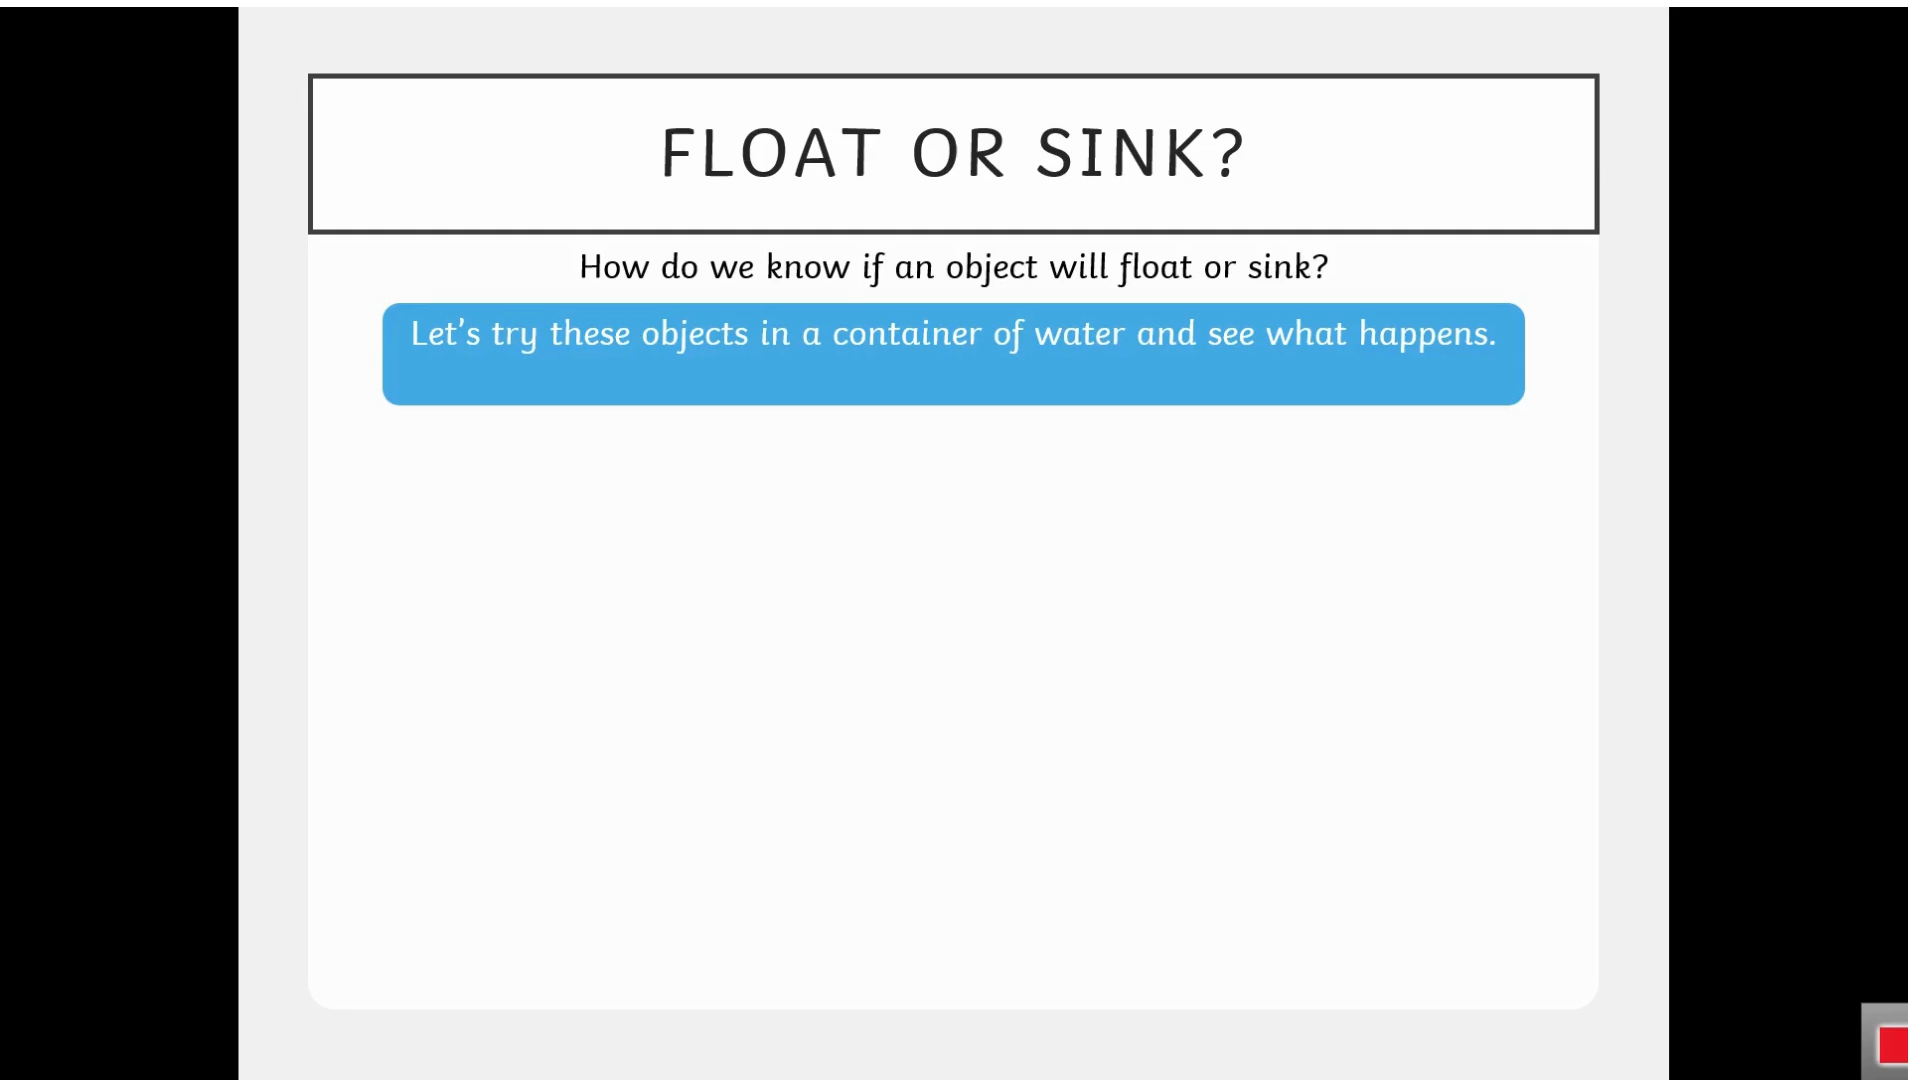 FLOAT OR SINK?
How do we know if an object will float or sink?
Let's try these objects in a container of water and see what happens.